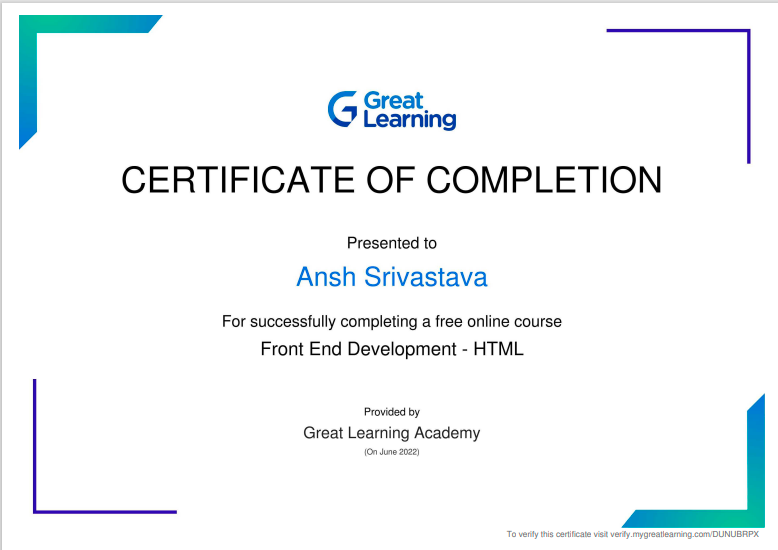 Great
Learning
CERTIFICATE OF COMPLETION
Presented to
Ansh Srivastava
For successfully completing a free online course
Front End Development - HTML
Provided by
Great Learning Academy
(On June 2022)
To verify this certificate visit verify.mygreatlearning.com/DUNUBRPX